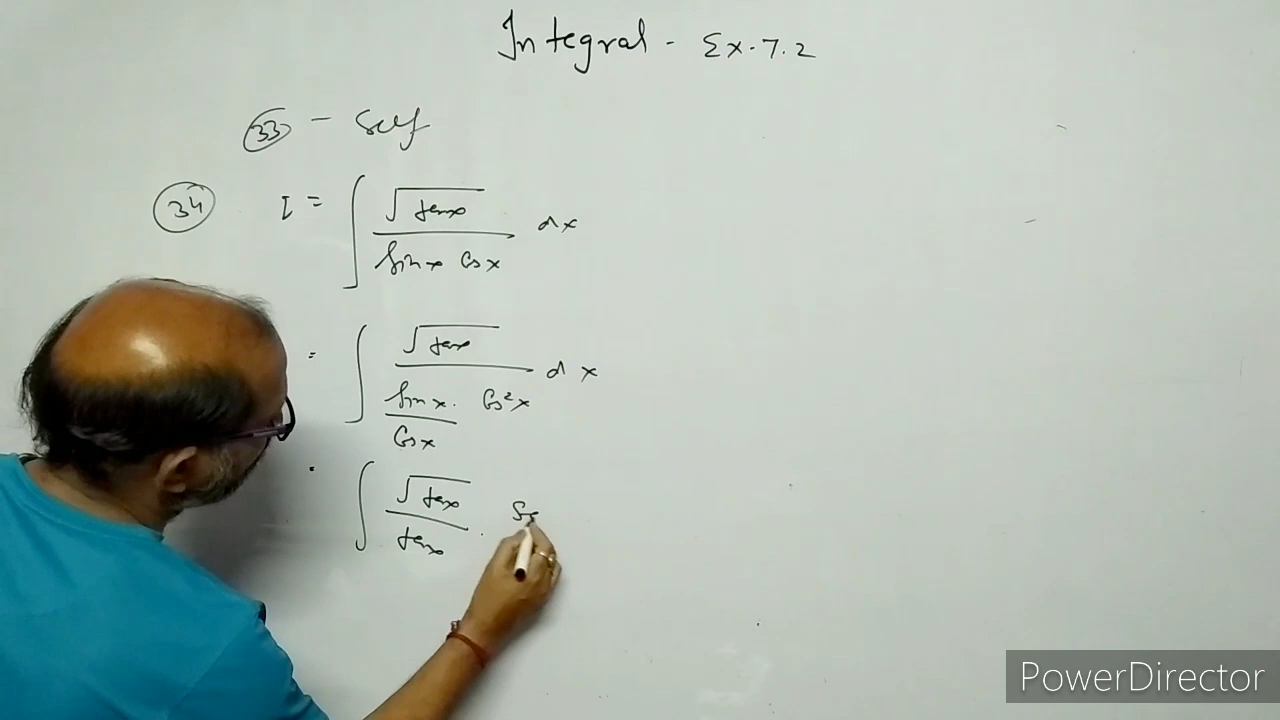 Integral - Ex. 7.2
33 - Self
34 I = ∫ √tanx / (Sinx Cosx) dx
= ∫ √tanx / ((Sinx / Cosx) . Cos²x) dx
= ∫ √tanx / tanx . Se
PowerDirector